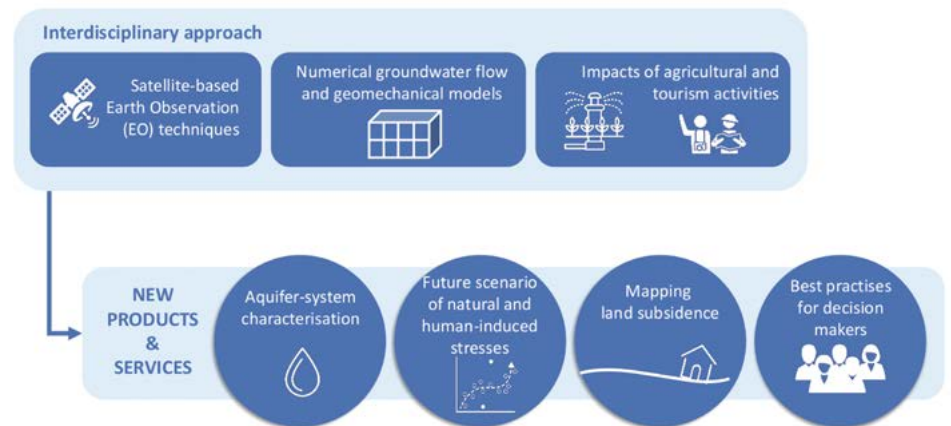 Interdisciplinary approach
Satellite-based
Earth Observation
(EO) techniques
Numerical groundwater flow
and geomechanical models
Impacts of agricultural and
tourism activities
NEW
PRODUCTS
&
SERVICES
Aquifer-system
characterisation
Future scenario
of natural and
human-induced
stresses
Mapping
land subsidence
Best practises
for decision
makers